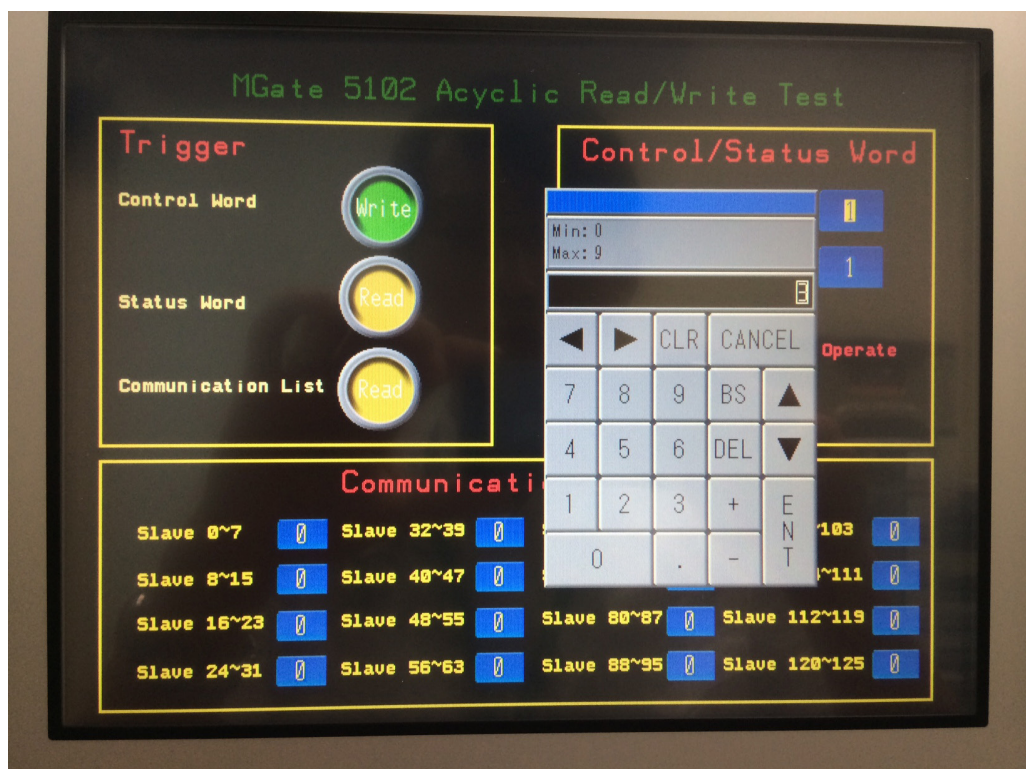 MGate 5102 Acyclic Read/Write Test
Trigger
Control Word
Write
Status Word
Read
Communication List
Read
Control/Status Word
1
1
Operate
Min: 0
Max: 9
3
CLR CANCEL
7 8 9 BS
4 5 6 DEL
1 2 3 + ENT
0 . -
Slave 0~7 0 Slave 32~39 0 0
Slave 8~15 0 Slave 40~47 0 0
Slave 16~23 0 Slave 48~55 0 Slave 80~87 0 Slave 112~119 0
Slave 24~31 0 Slave 56~63 0 Slave 88~95 0 Slave 120~125 0